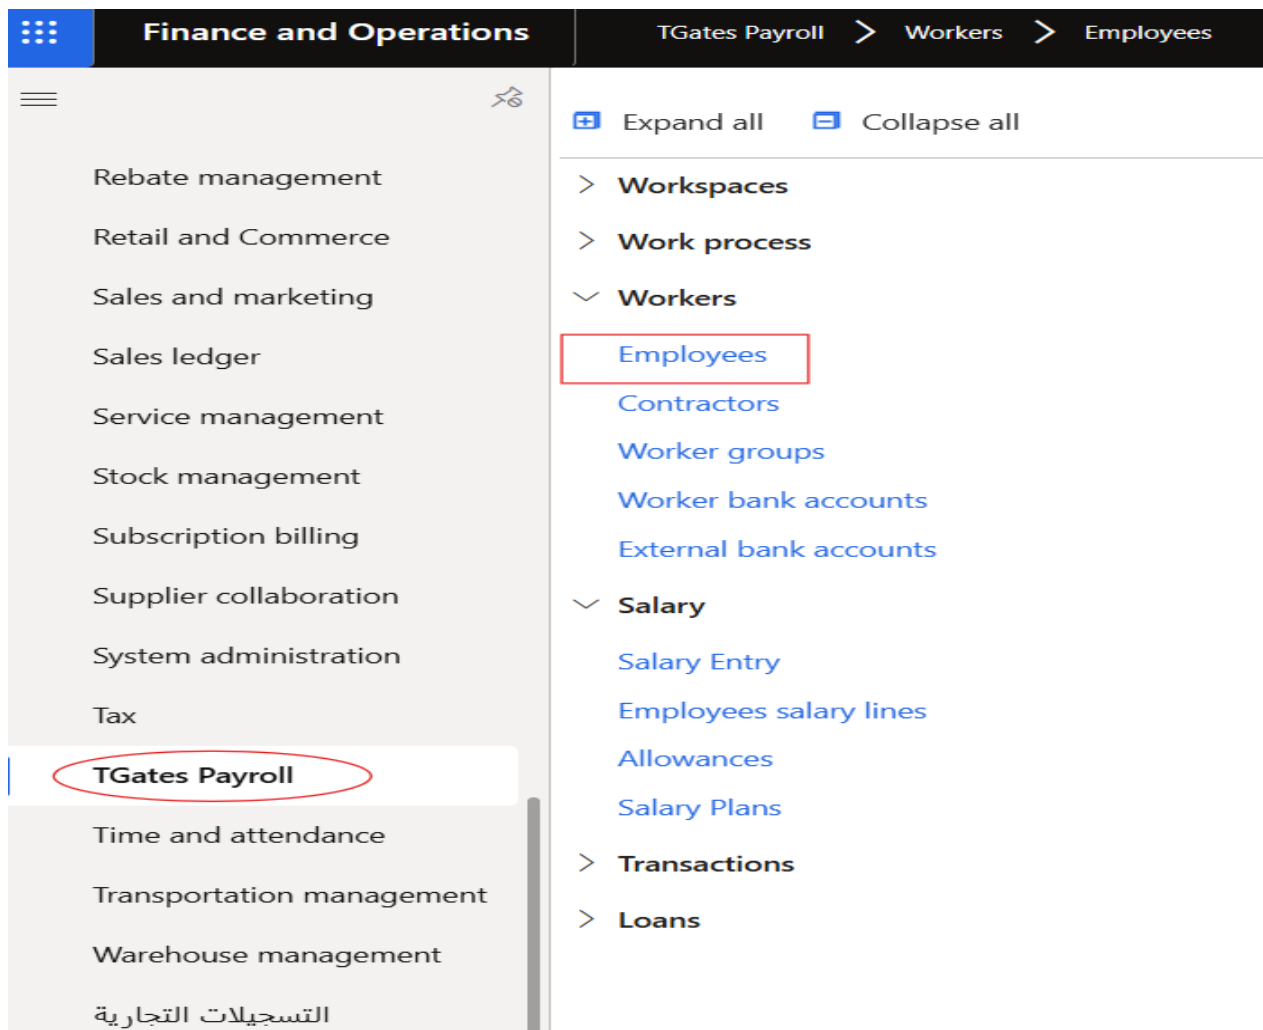 Finance and Operations
TGates Payroll > Workers > Employees
Rebate management
Retail and Commerce
Sales and marketing
Sales ledger
Service management
Stock management
Subscription billing
Supplier collaboration
System administration
Tax
TGates Payroll
Time and attendance
Transportation management
Warehouse management
التسجيلات التجارية
Expand all
Collapse all
Workspaces
Work process
Workers
Employees
Contractors
Worker groups
Worker bank accounts
External bank accounts
Salary
Salary Entry
Employees salary lines
Allowances
Salary Plans
Transactions
Loans